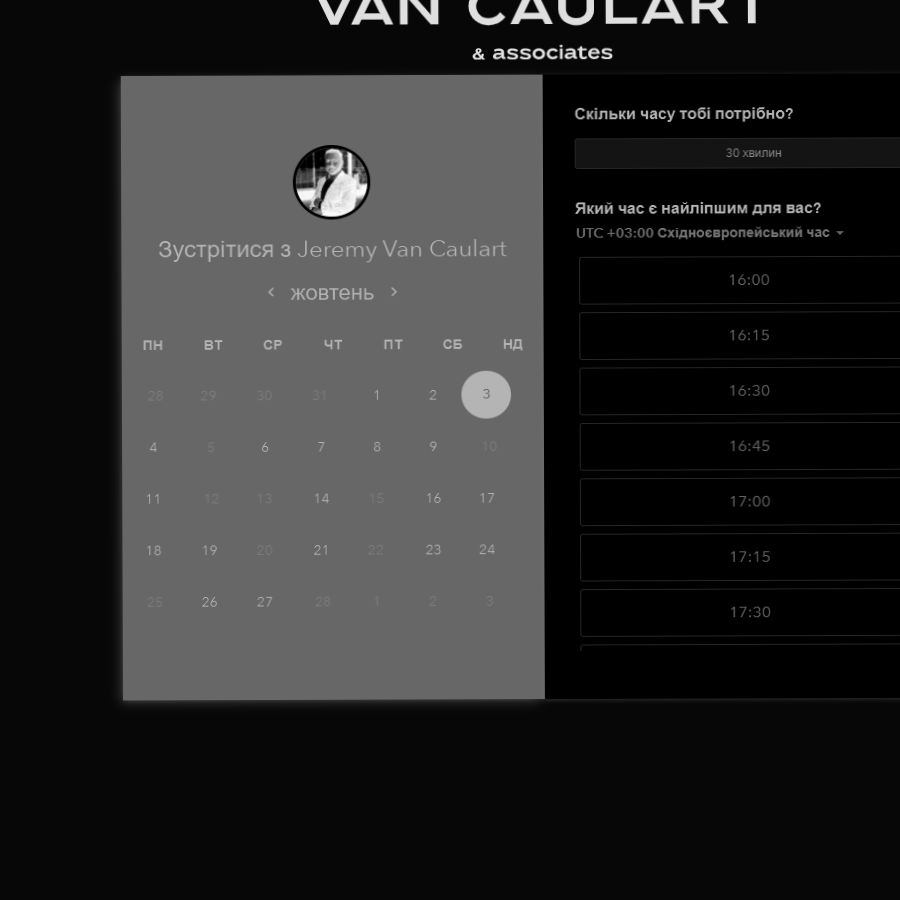 VAN CAULART
& associates
Зустрітися з Jeremy Van Caulart
жовтень
ПН ВТ СР ЧТ ПТ СБ НД
28 29 30 31 1 2 3
4 5 6 7 8 9 10
11 12 13 14 15 16 17
18 19 20 21 22 23 24
25 26 27 28 1 2 3
Скільки часу тобі потрібно?
30 хвилин
Який час є найліпшим для вас?
UTC +03:00 Східноєвропейський час
16:00
16:15
16:30
16:45
17:00
17:15
17:30